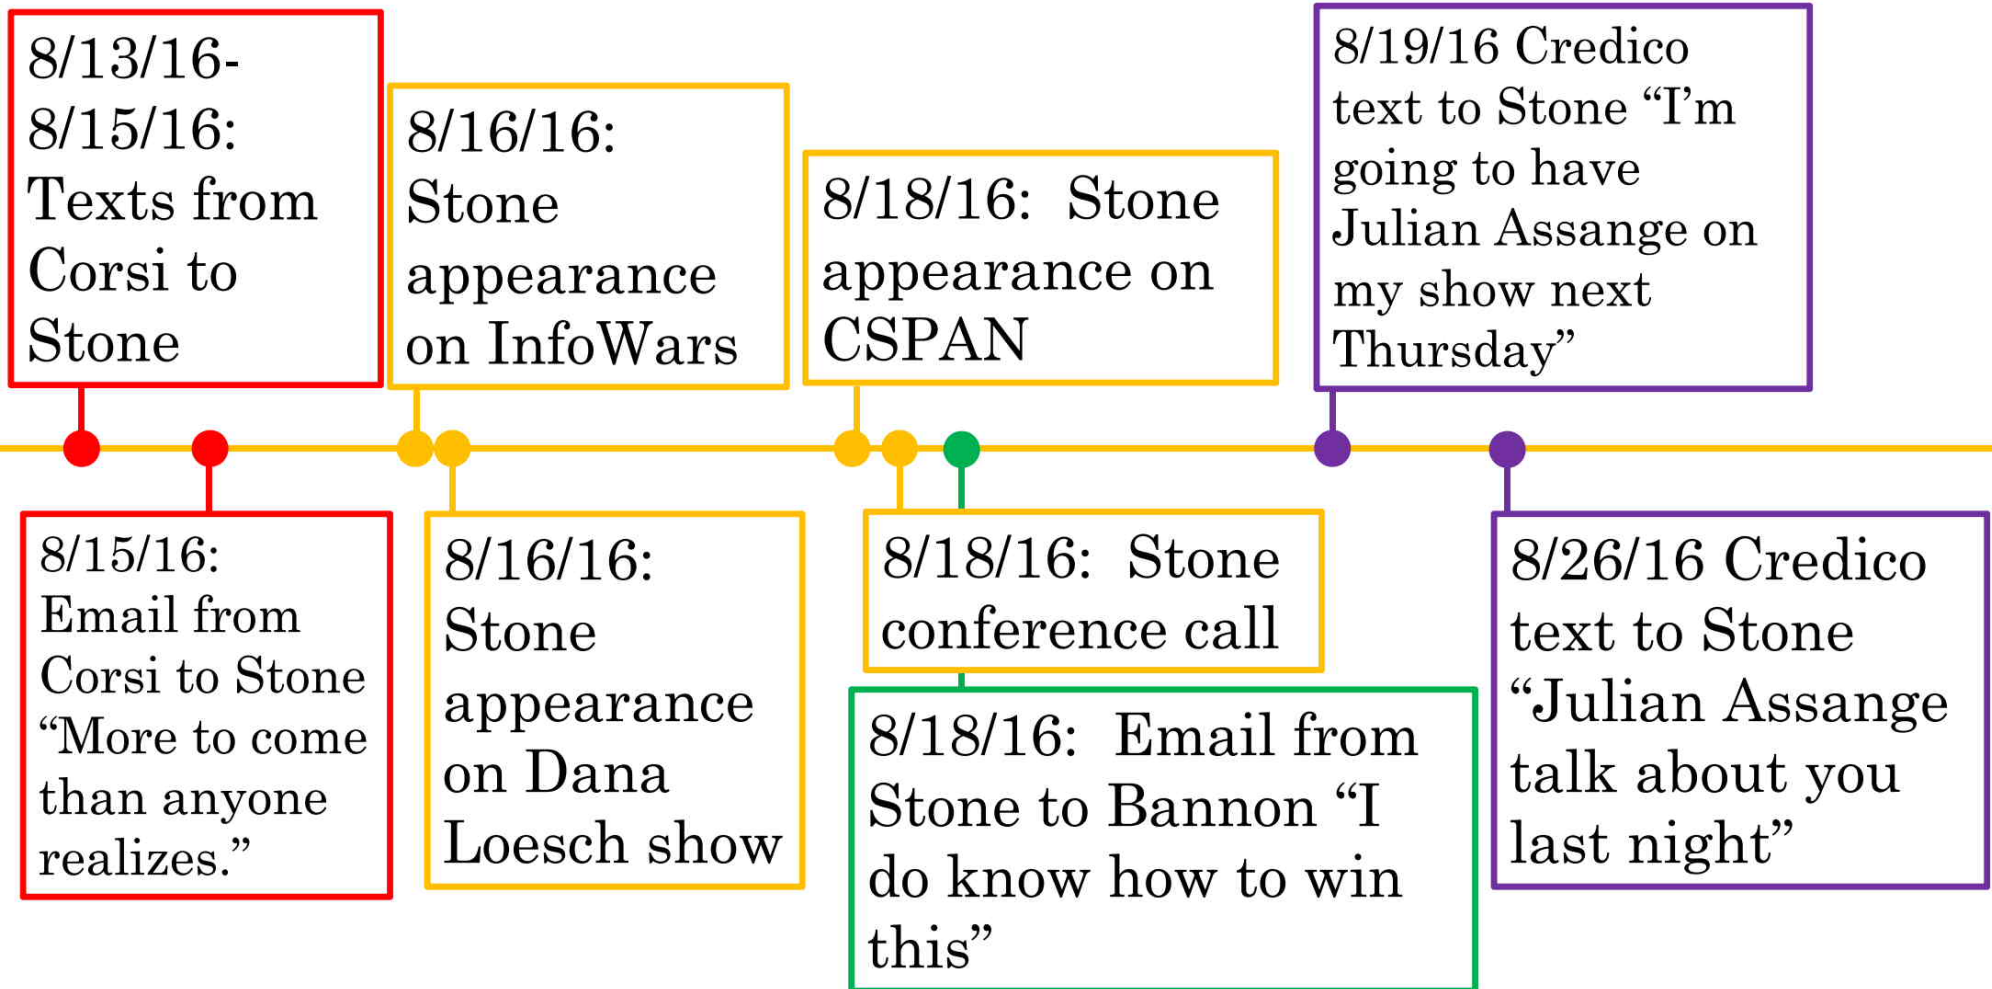 8/13/16-
8/15/16:
Texts from
Corsi to
Stone
8/16/16:
Stone
appearance
on InfoWars
8/18/16:  Stone
appearance on
CSPAN
8/19/16 Credico
text to Stone “I’m
going to have
Julian Assange on
my show next
Thursday”
8/15/16:
Email from
Corsi to Stone
“More to come
than anyone
realizes.”
8/16/16:
Stone
appearance
on Dana
Loesch show
8/18/16:  Stone
conference call
8/18/16:  Email from
Stone to Bannon “I
do know how to win
this”
8/26/16 Credico
text to Stone
“Julian Assange
talk about you
last night”